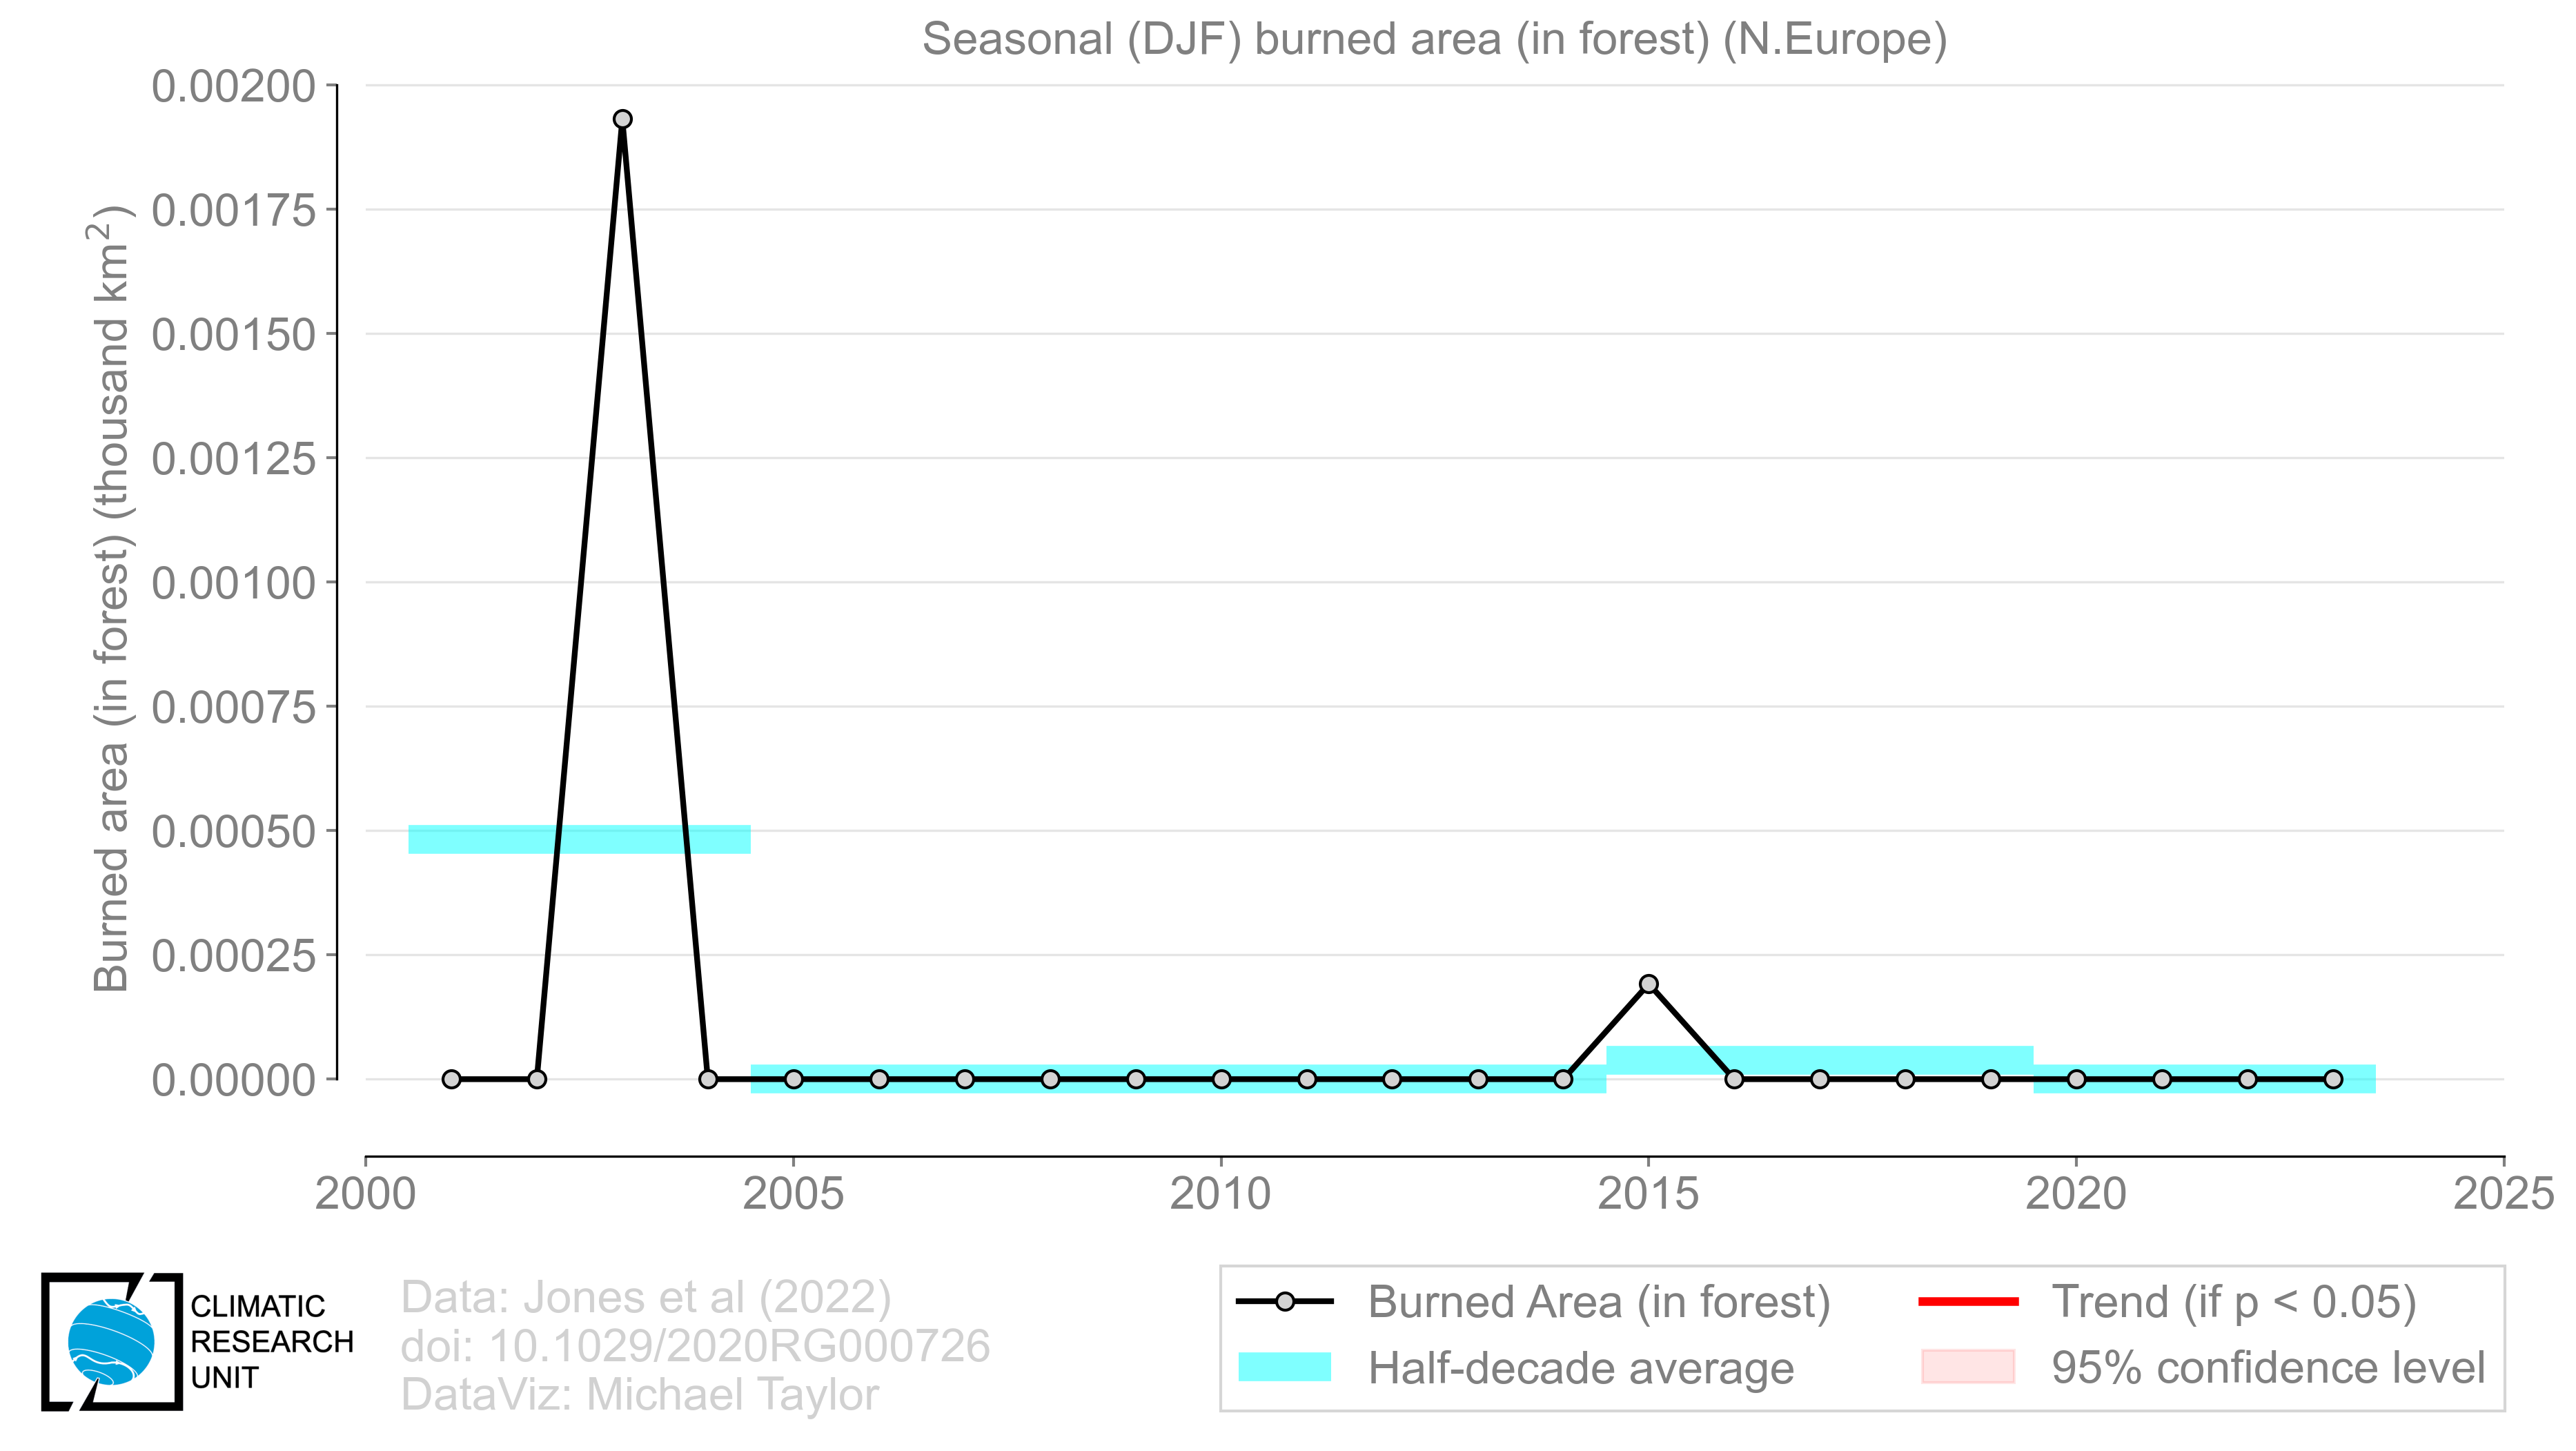 Seasonal (DJF) burned area (in forest) (N.Europe)
Burned area (in forest) (thousand km²)
0.00200
0.00175
0.00150
0.00125
0.00100
0.00075
0.00050
0.00025
0.00000
2000 2005 2010 2015 2020 2025
CLIMATIC
RESEARCH
UNIT
Data: Jones et al (2022)
doi: 10.1029/2020RG000726
DataViz: Michael Taylor
Burned Area (in forest)
Half-decade average
Trend (if p < 0.05)
95% confidence level